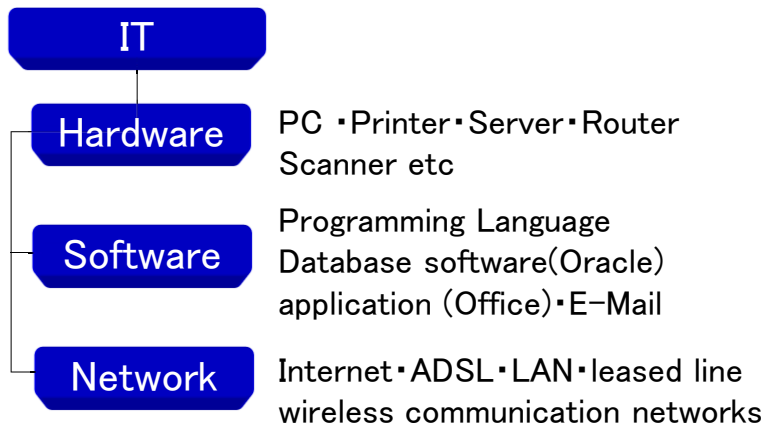 IT
Hardware
PC ・Printer・Server・Router
Scanner etc
Software
Programming Language
Database software(Oracle)
application (Office)・E-Mail
Network
Internet・ADSL・LAN・leased line
wireless communication networks